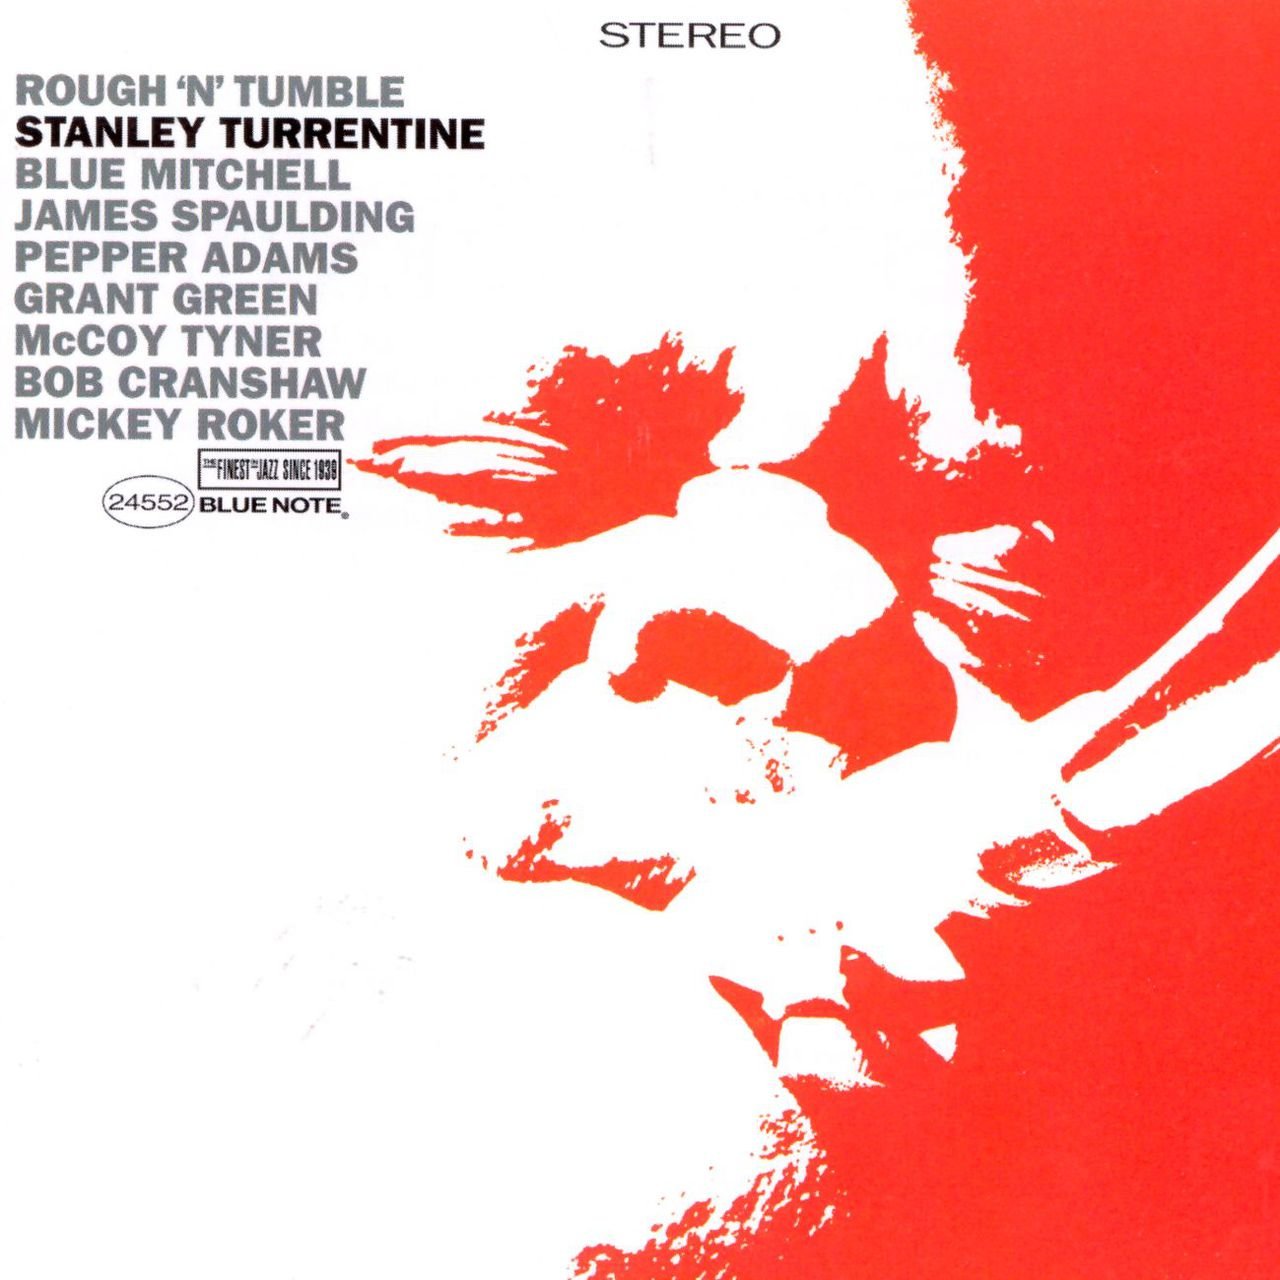 STEREO
ROUGH ‘N’ TUMBLE
STANLEY TURRENTINE
BLUE MITCHELL
JAMES SPAULDING
PEPPER ADAMS
GRANT GREEN
McCOY TYNER
BOB CRANSHAW
MICKEY ROKER
THE FINEST IN JAZZ SINCE 1939
24552 BLUE NOTE®